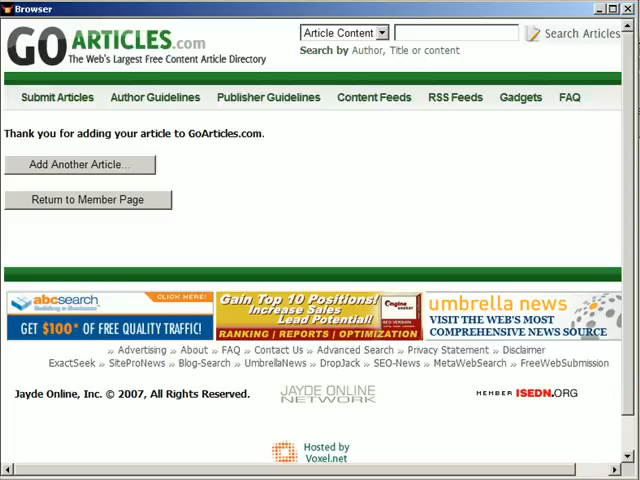 Browser
GOARTICLES.com
The Web's Largest Free Content Article Directory
Article Content
Search Articles
Search by Author, Title or content
Submit Articles Author Guidelines Publisher Guidelines Content Feeds RSS Feeds Gadgets FAQ
Thank you for adding your article to GoArticles.com.
Add Another Article...
Return to Member Page
abcsearch
CLICK HERE!
GET $100* OF FREE QUALITY TRAFFIC!
Gain Top 10 Positions!
Increase Sales
Lead Potential!
RANKING | REPORTS | OPTIMIZATION
umbrella news
VISIT THE WEB'S MOST
COMPREHENSIVE NEWS SOURCE
» Advertising » About » FAQ » Contact Us » Advanced Search » Privacy Statement » Disclaimer
ExactSeek » SiteProNews » Blog-Search » UmbrellaNews » DropJack » SEO-News » MetaWebSearch » FreeWebSubmission
Jayde Online, Inc. © 2007, All Rights Reserved.
JAYDE ONLINE
NETWORK
MEMBER ISEDN.ORG
Hosted by
Voxel.net